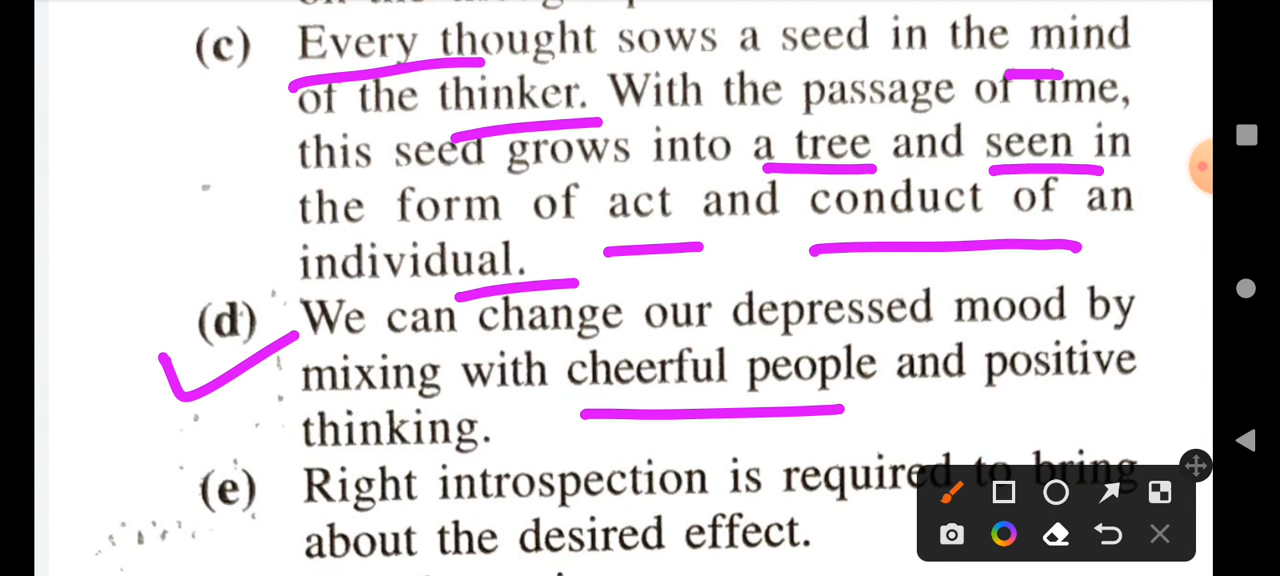 (c) Every thought sows a seed in the mind
of the thinker. With the passage of time,
this seed grows into a tree and seen in
the form of act and conduct of an
individual.
(d) We can change our depressed mood by
mixing with cheerful people and positive
thinking.
(e) Right introspection is required to bring
about the desired effect.